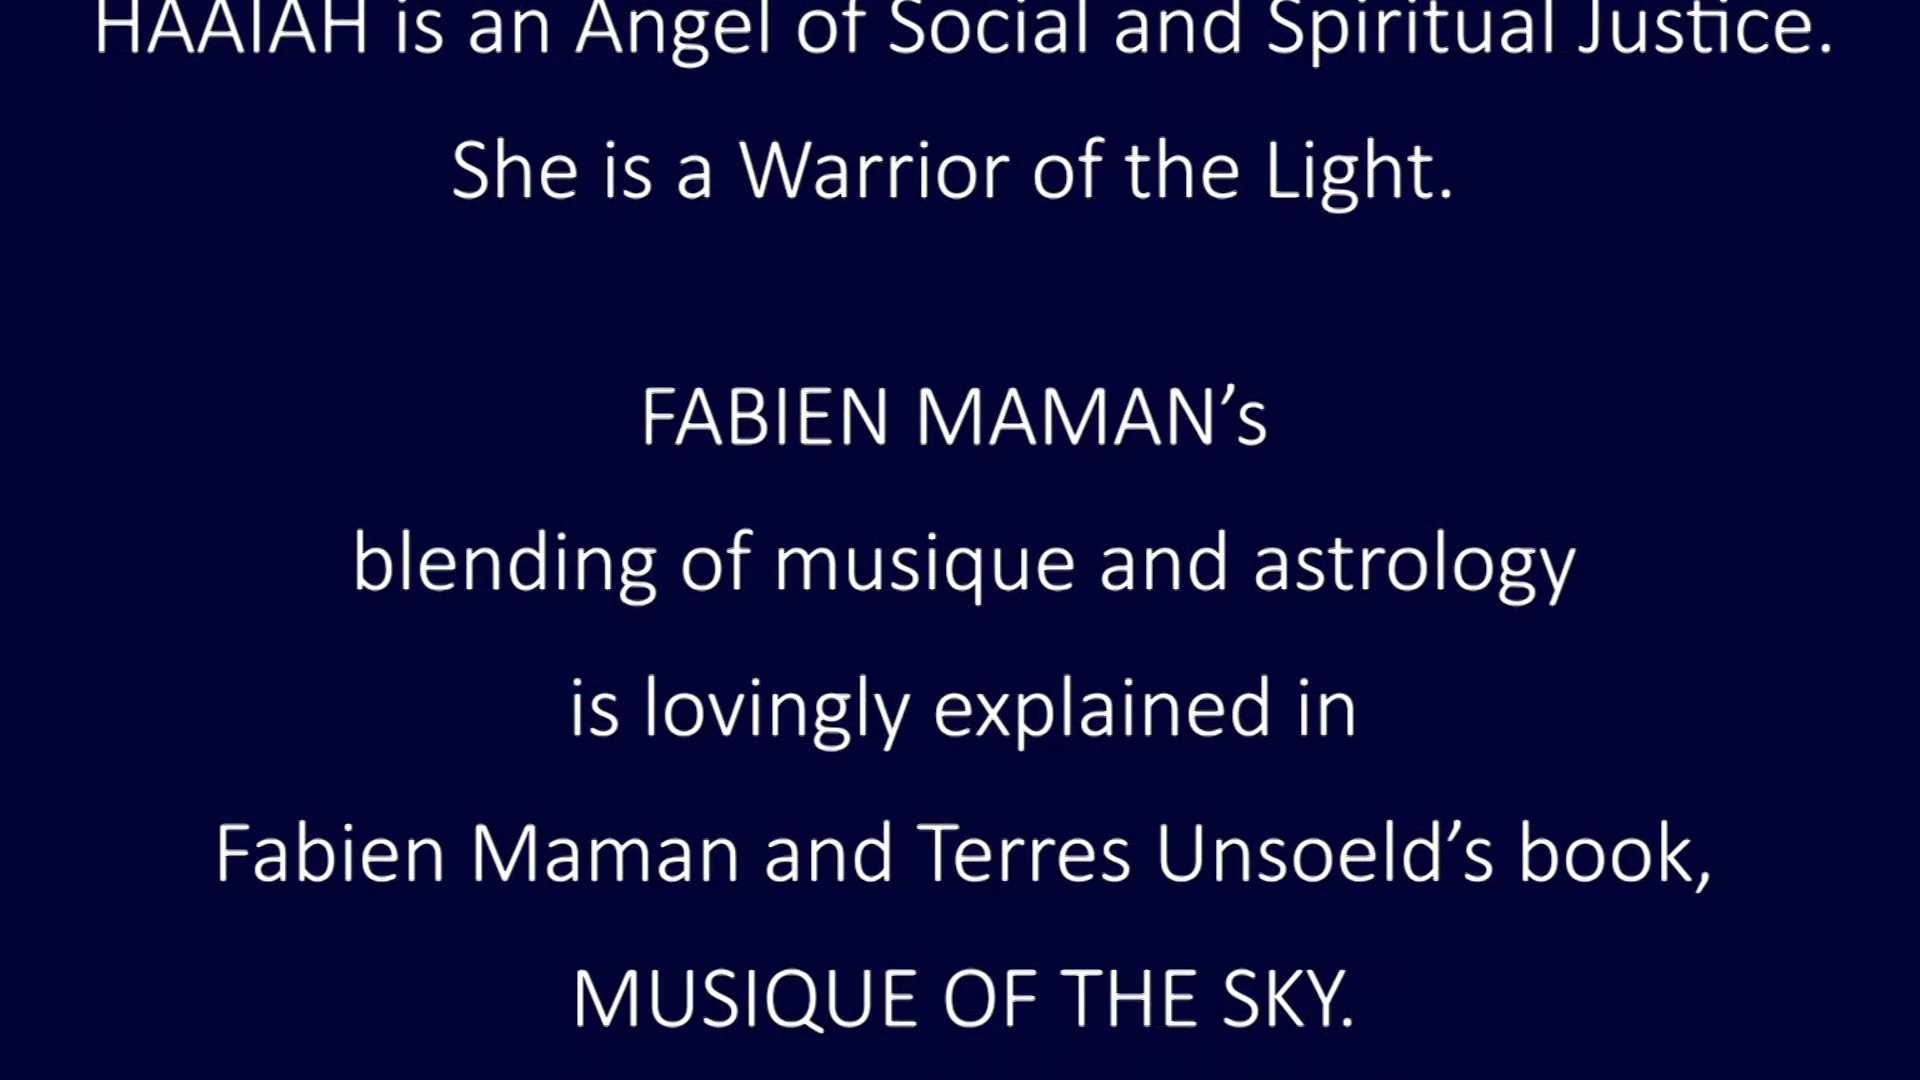 HAAIAH is an Angel of Social and Spiritual Justice.
She is a Warrior of the Light.
FABIEN MAMAN’s
blending of musique and astrology
is lovingly explained in
Fabien Maman and Terres Unsoeld’s book,
MUSIQUE OF THE SKY.